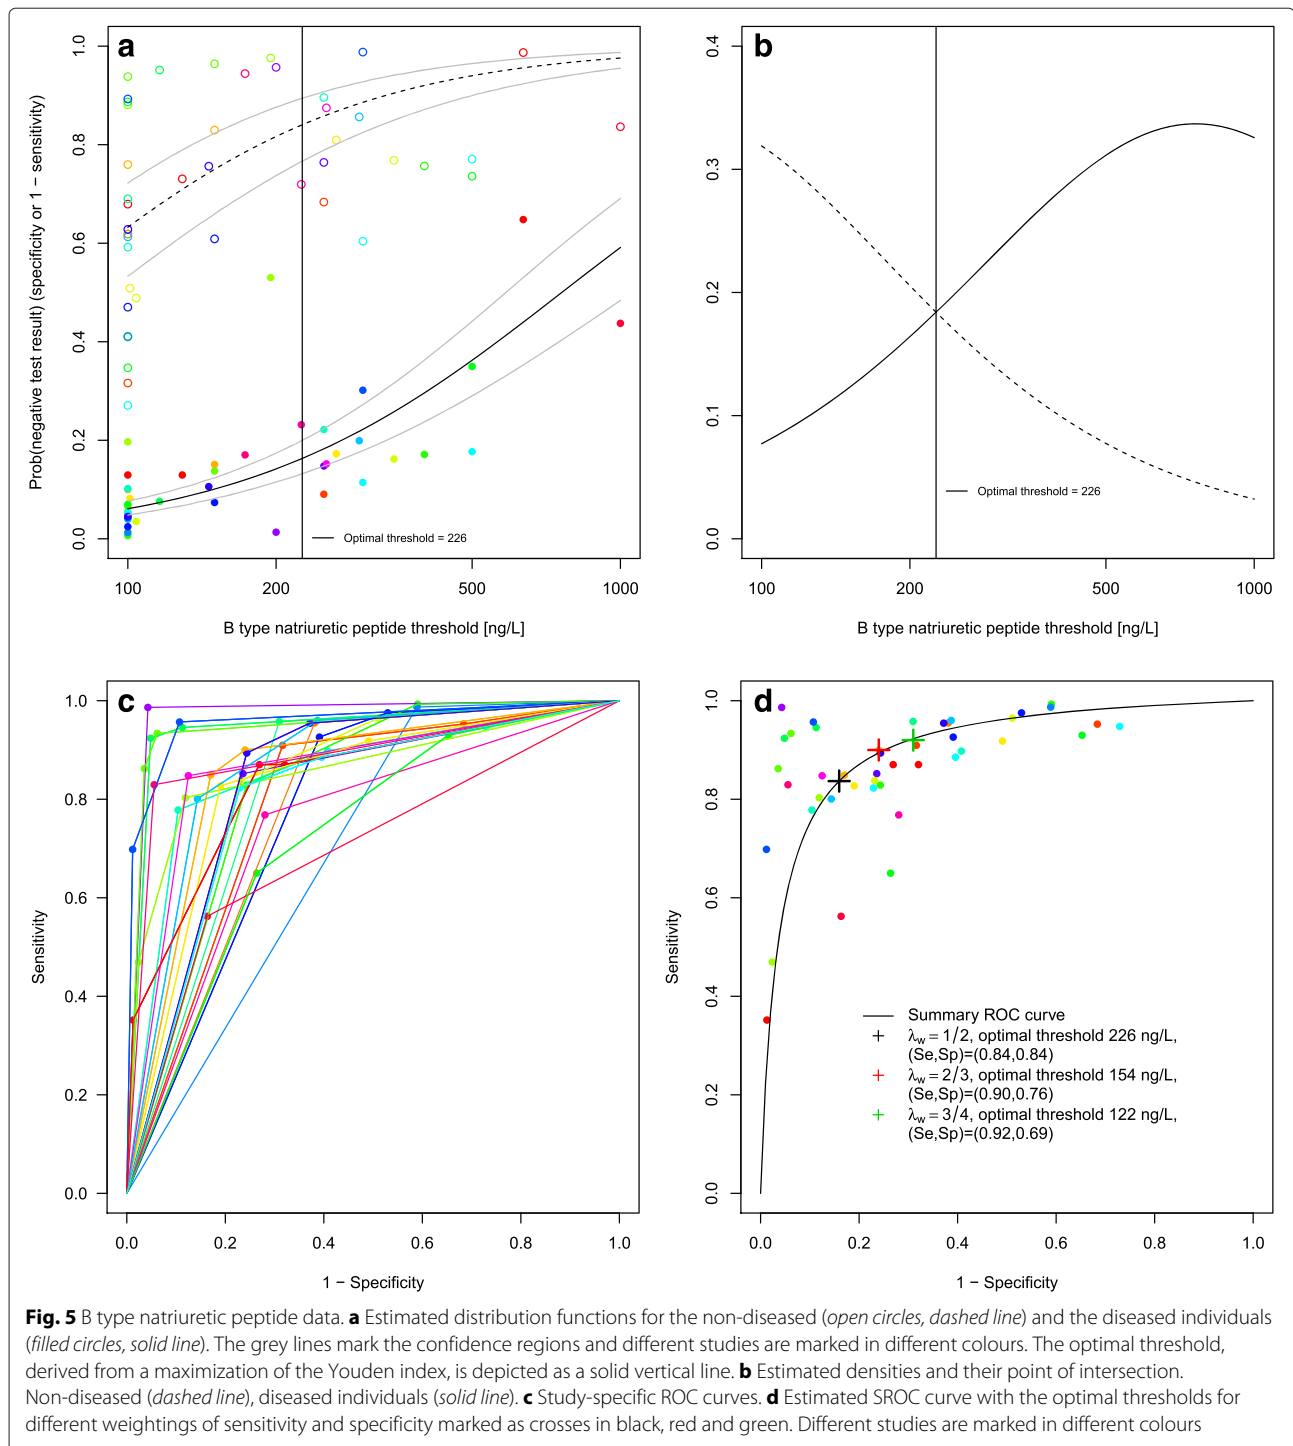 a
1.0
0.8
0.6
0.4
0.2
0.0
Prob(negative test result) (specificity or 1 − sensitivity)
Optimal threshold = 226
100 200 500 1000
B type natriuretic peptide threshold [ng/L]
b
0.4
0.3
0.2
0.1
0.0
Optimal threshold = 226
100 200 500 1000
B type natriuretic peptide threshold [ng/L]
c
1.0
0.8
0.6
0.4
0.2
0.0
Sensitivity
0.0 0.2 0.4 0.6 0.8 1.0
1 − Specificity
d
1.0
0.8
0.6
0.4
0.2
0.0
Sensitivity
Summary ROC curve
λw = 1/2, optimal threshold 226 ng/L,
(Se,Sp)=(0.84,0.84)
λw = 2/3, optimal threshold 154 ng/L,
(Se,Sp)=(0.90,0.76)
λw = 3/4, optimal threshold 122 ng/L,
(Se,Sp)=(0.92,0.69)
0.0 0.2 0.4 0.6 0.8 1.0
1 − Specificity
Fig. 5 B type natriuretic peptide data. a Estimated distribution functions for the non-diseased (open circles, dashed line) and the diseased individuals
(filled circles, solid line). The grey lines mark the confidence regions and different studies are marked in different colours. The optimal threshold,
derived from a maximization of the Youden index, is depicted as a solid vertical line. b Estimated densities and their point of intersection.
Non-diseased (dashed line), diseased individuals (solid line). c Study-specific ROC curves. d Estimated SROC curve with the optimal thresholds for
different weightings of sensitivity and specificity marked as crosses in black, red and green. Different studies are marked in different colours